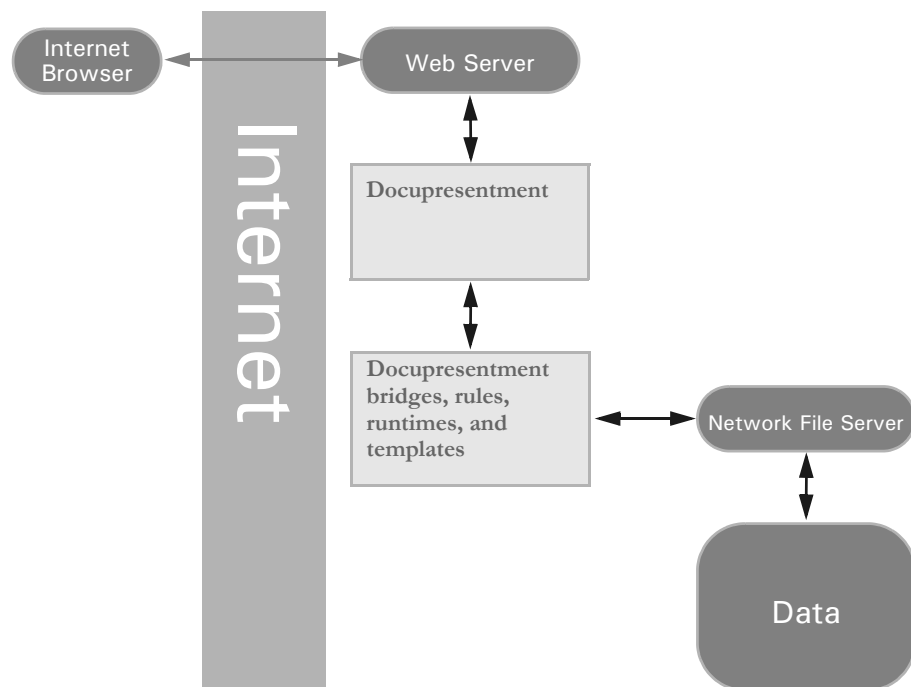 Internet
Browser
Web Server
Internet
Docupresentment
Docupresentment
bridges, rules,
runtimes, and
templates
Network File Server
Data